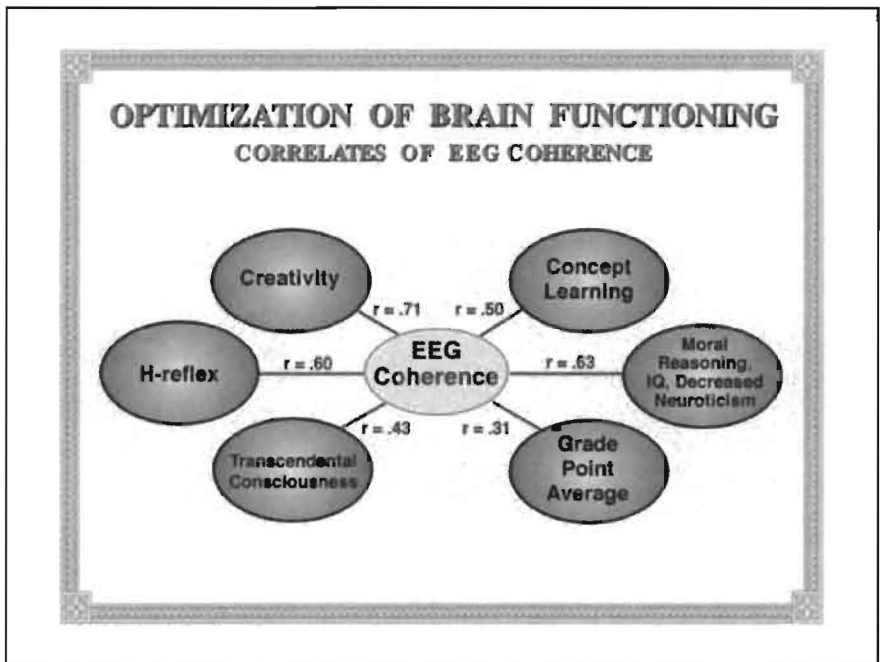 OPTIMIZATION OF BRAIN FUNCTIONING
CORRELATES OF EEG COHERENCE
Creativity
Concept
Learning
r = .71
r = .50
H-reflex
r = .60
EEG
Coherence
r = .63
Moral
Reasoning,
IQ, Decreased
Neuroticism
r = .43
r = .31
Transcendental
Consciousness
Grade
Point
Average